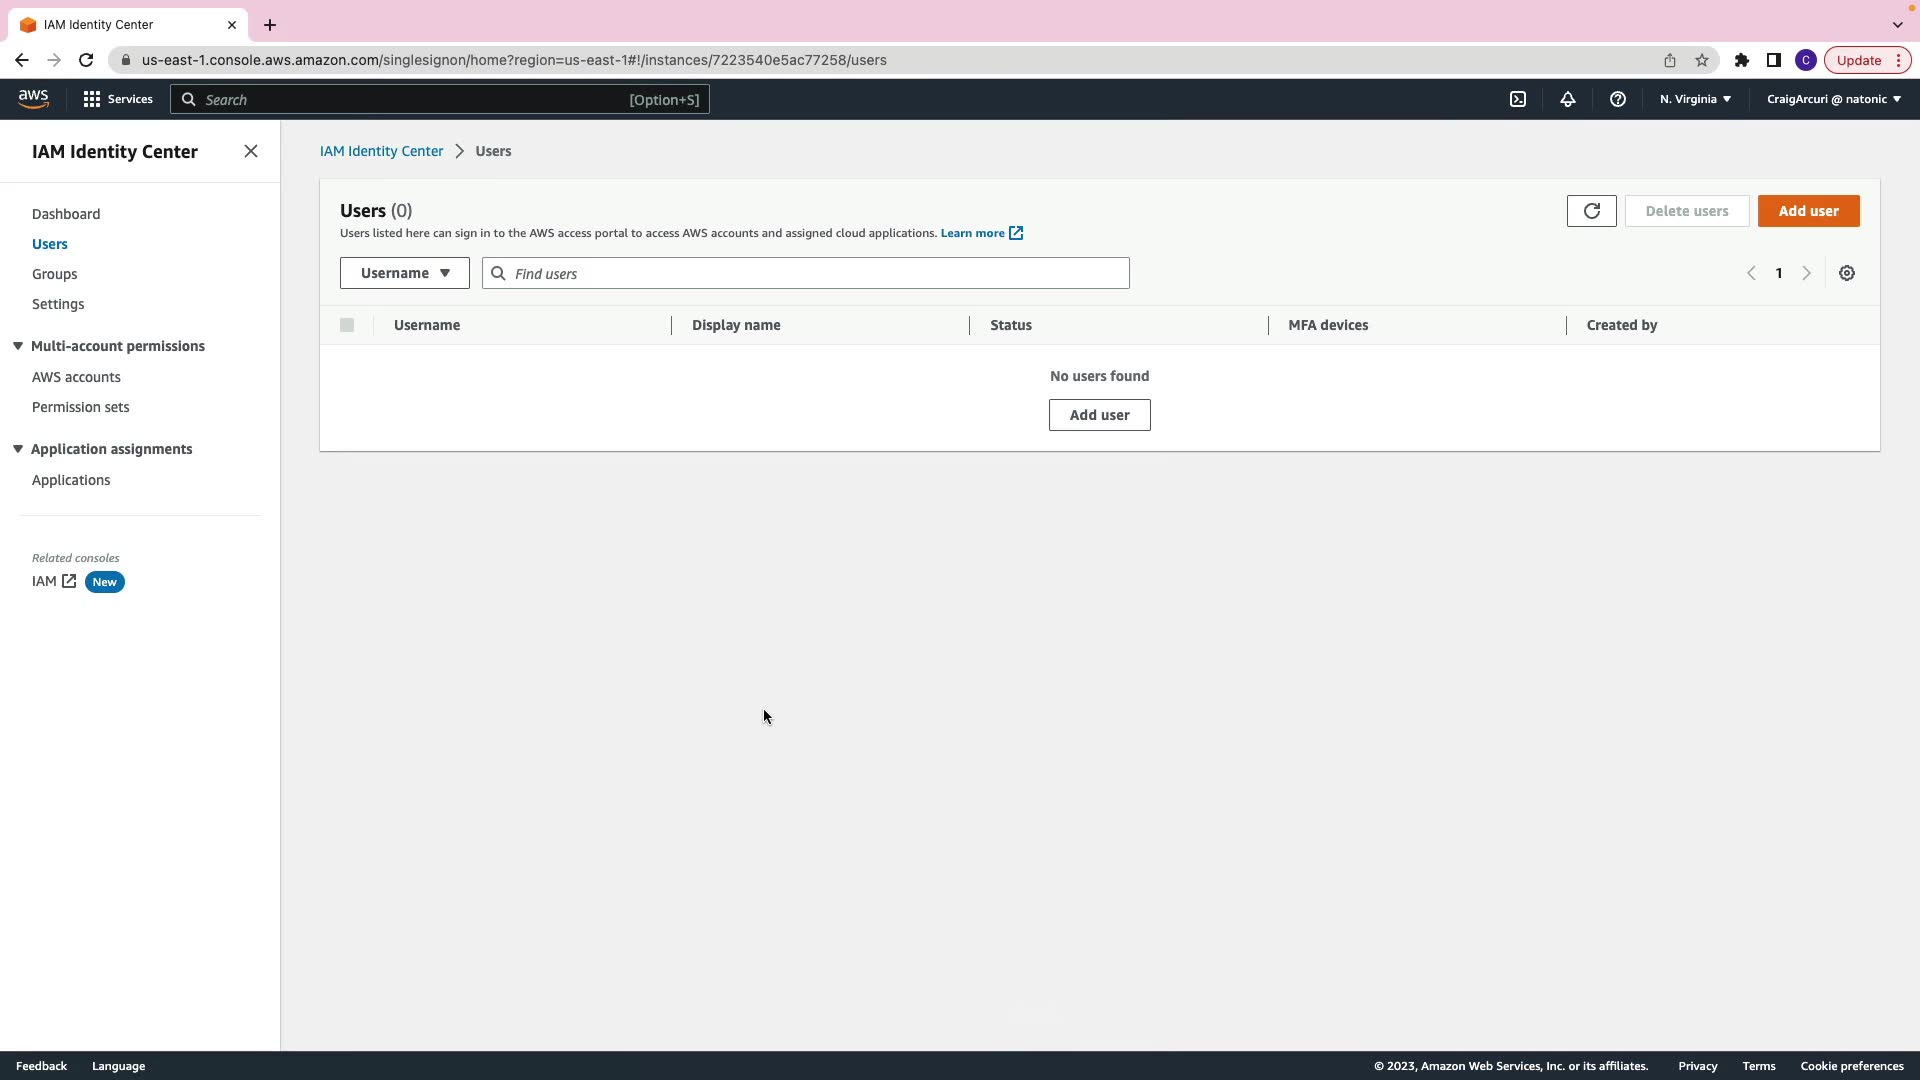 IAM Identity Center
us-east-1.console.aws.amazon.com/singlesignon/home?region=us-east-1#!/instances/7223540e5ac77258/users
C
Update
aws
Services
Search
[Option+S]
N. Virginia
CraigArcuri @ natonic
IAM Identity Center
Dashboard
Users
Groups
Settings
Multi-account permissions
AWS accounts
Permission sets
Application assignments
Applications
Related consoles
IAM
New
IAM Identity Center
Users
Users (0)
Users listed here can sign in to the AWS access portal to access AWS accounts and assigned cloud applications. Learn more
Delete users
Add user
Username
Find users
1
Username
Display name
Status
MFA devices
Created by
No users found
Add user
Feedback
Language
© 2023, Amazon Web Services, Inc. or its affiliates.
Privacy
Terms
Cookie preferences